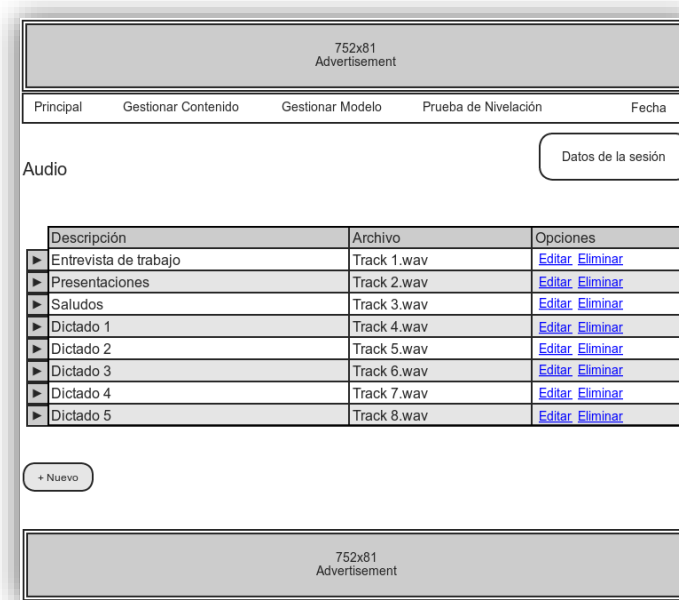 752x81
Advertisement
Principal Gestionar Contenido Gestionar Modelo Prueba de Nivelación Fecha
Datos de la sesión
Audio
Descripción Archivo Opciones
Entrevista de trabajo Track 1.wav Editar Eliminar
Presentaciones Track 2.wav Editar Eliminar
Saludos Track 3.wav Editar Eliminar
Dictado 1 Track 4.wav Editar Eliminar
Dictado 2 Track 5.wav Editar Eliminar
Dictado 3 Track 6.wav Editar Eliminar
Dictado 4 Track 7.wav Editar Eliminar
Dictado 5 Track 8.wav Editar Eliminar
+ Nuevo
752x81
Advertisement